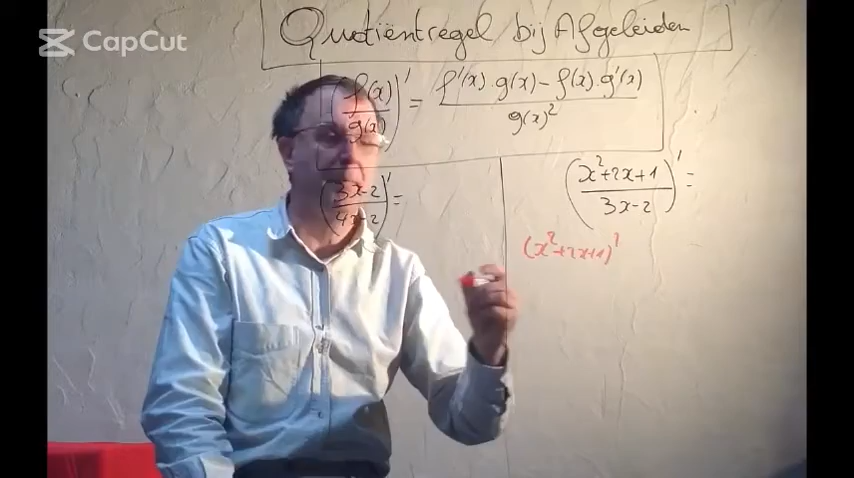 CapCut
Quotiëntregel bij Afgeleiden
(f(x)/g(x))' = f'(x).g(x) - f(x).g'(x) / g(x)²
(3x-2/4x-2)' =
(x²+2x+1/3x-2)' =
(x²+2x+1)'